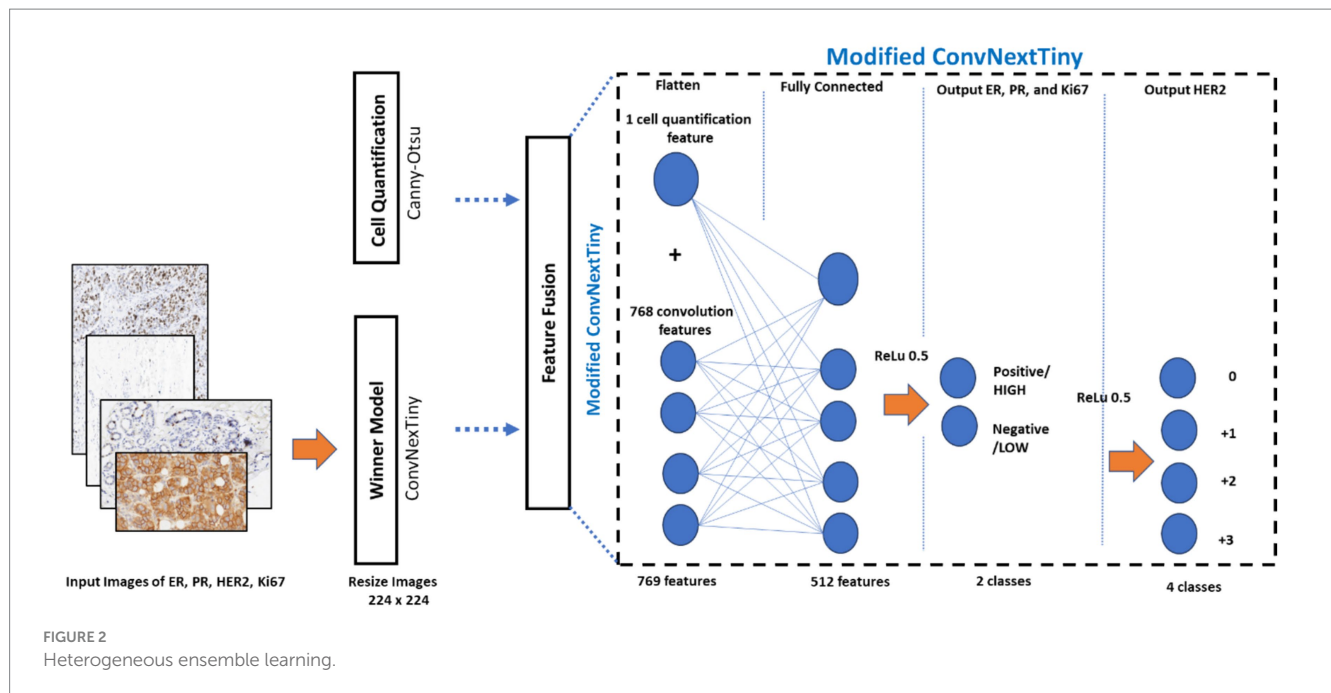 Modified ConvNextTiny
Flatten
Fully Connected
Output ER, PR, and Ki67
Output HER2
1 cell quantification
feature
+
768 convolution
features
Cell Quantification
Canny-Otsu
Winner Model
ConvNexTiny
Feature Fusion
Modified ConvNextTiny
ReLu 0.5
Positive/
HIGH
Negative
/LOW
ReLu 0.5
0
+1
+2
+3
Input Images of ER, PR, HER2, Ki67
Resize Images
224 x 224
769 features
512 features
2 classes
4 classes
FIGURE 2
Heterogeneous ensemble learning.